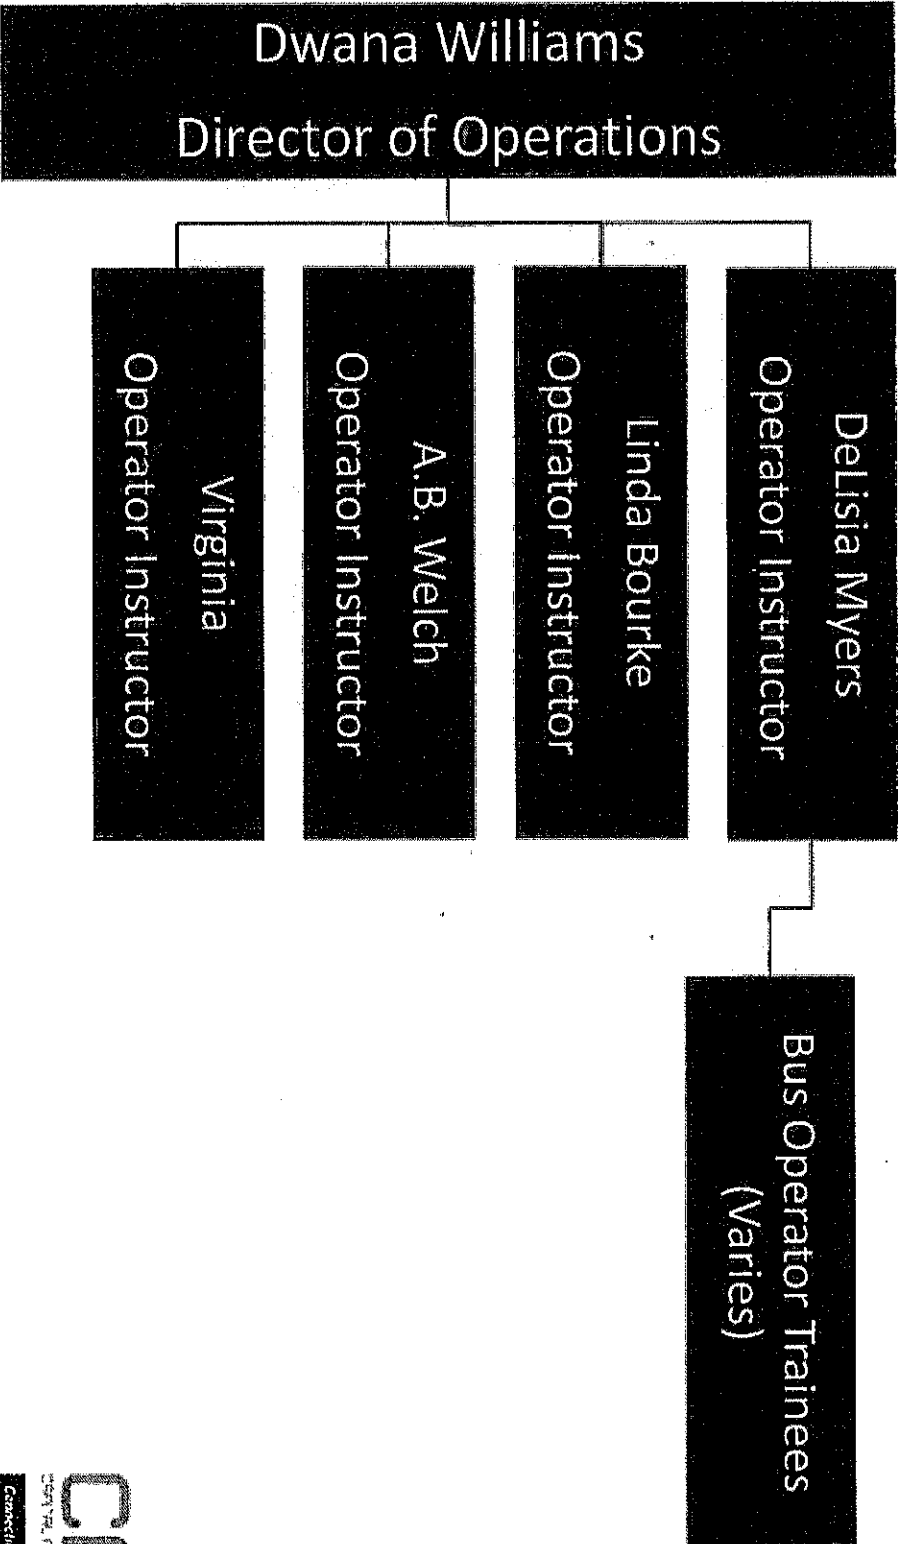 Dwana Williams
Director of Operations
DeLisia Myers
Operator Instructor
Linda Bourke
Operator Instructor
A.B. Welch
Operator Instructor
Virginia
Operator Instructor
Bus Operator Trainees
(Varies)